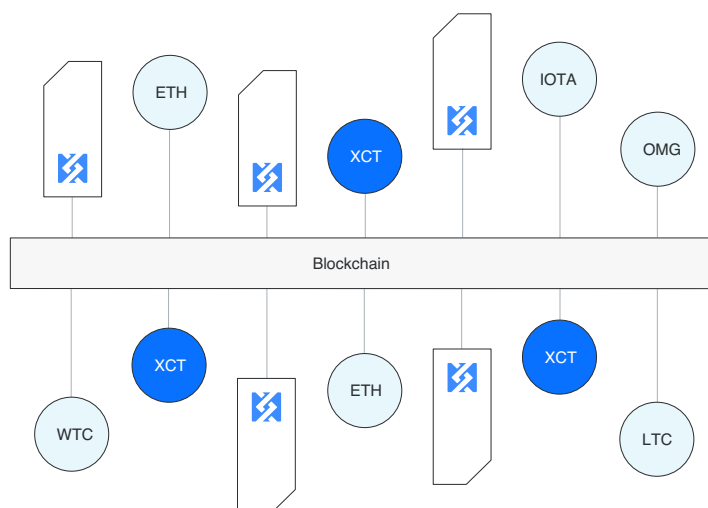 ETH
XCT
IOTA
OMG
Blockchain
WTC
XCT
ETH
XCT
LTC